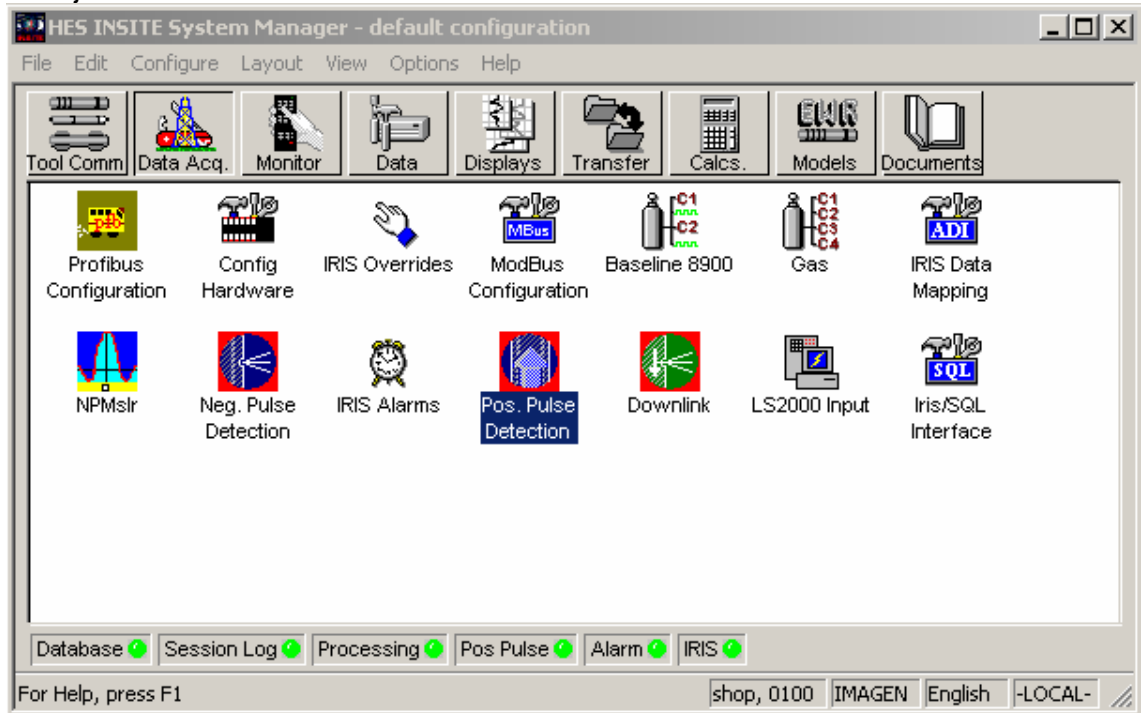 HES INSITE System Manager - default configuration
File Edit Configure Layout View Options Help
Tool Comm Data Acq. Monitor Data Displays Transfer Calcs. Models Documents
Profibus Configuration
Config Hardware
IRIS Overrides
MBus
ModBus Configuration
C1
C2
Baseline 8900
C1
C2
C3
C4
Gas
ADI
IRIS Data Mapping
NPMslr
Neg. Pulse Detection
IRIS Alarms
Pos. Pulse Detection
Downlink
LS2000 Input
SQL
Iris/SQL Interface
Database Session Log Processing Pos Pulse Alarm IRIS
For Help, press F1 shop, 0100 IMAGEN English -LOCAL-